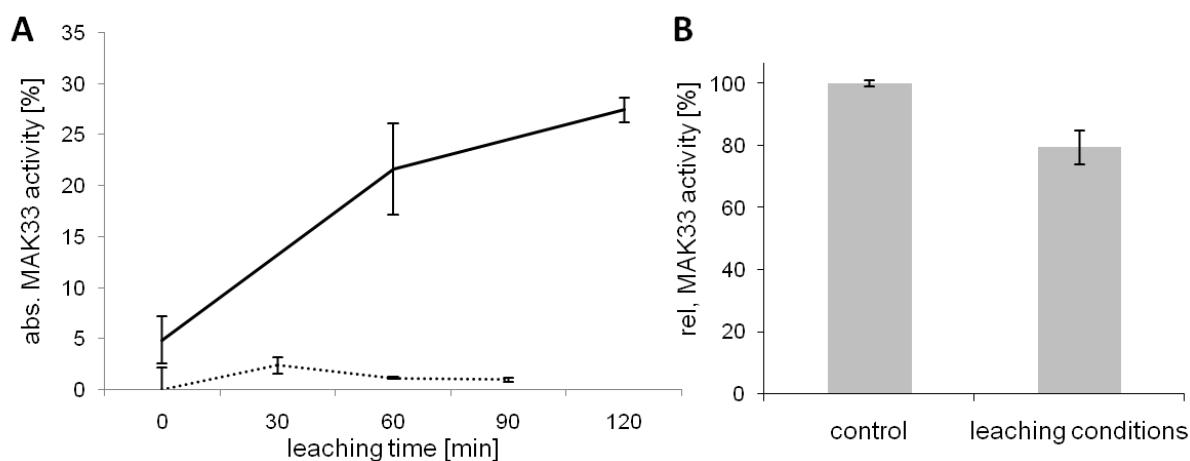 A
abs. MAK33 activity [%]
35
30
25
20
15
10
5
0
0 30 60 90 120
leaching time [min]
B
rel, MAK33 activity [%]
100
80
60
40
20
0
control leaching conditions